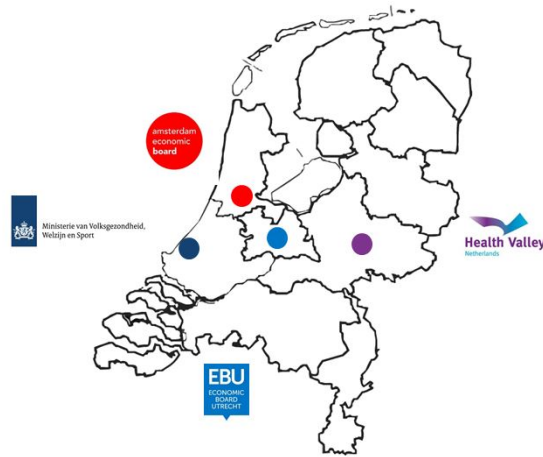 amsterdam
economic
board
Ministerie van Volksgezondheid,
Welzijn en Sport
Health Valley
Netherlands
EBU
ECONOMIC
BOARD
UTRECHT